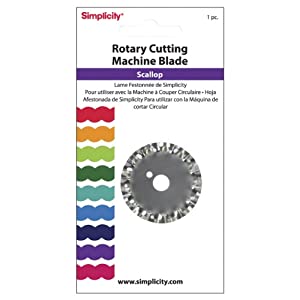 Simplicity®
1 pc.
Rotary Cutting
Machine Blade
Scallop
Lame Festonnée de Simplicity
Pour utiliser avec la Machine à Couper Circulaire • Hoja
Afestonada de Simplicity Para utilizar con la Máquina de
cortar Circular
www.simplicity.com